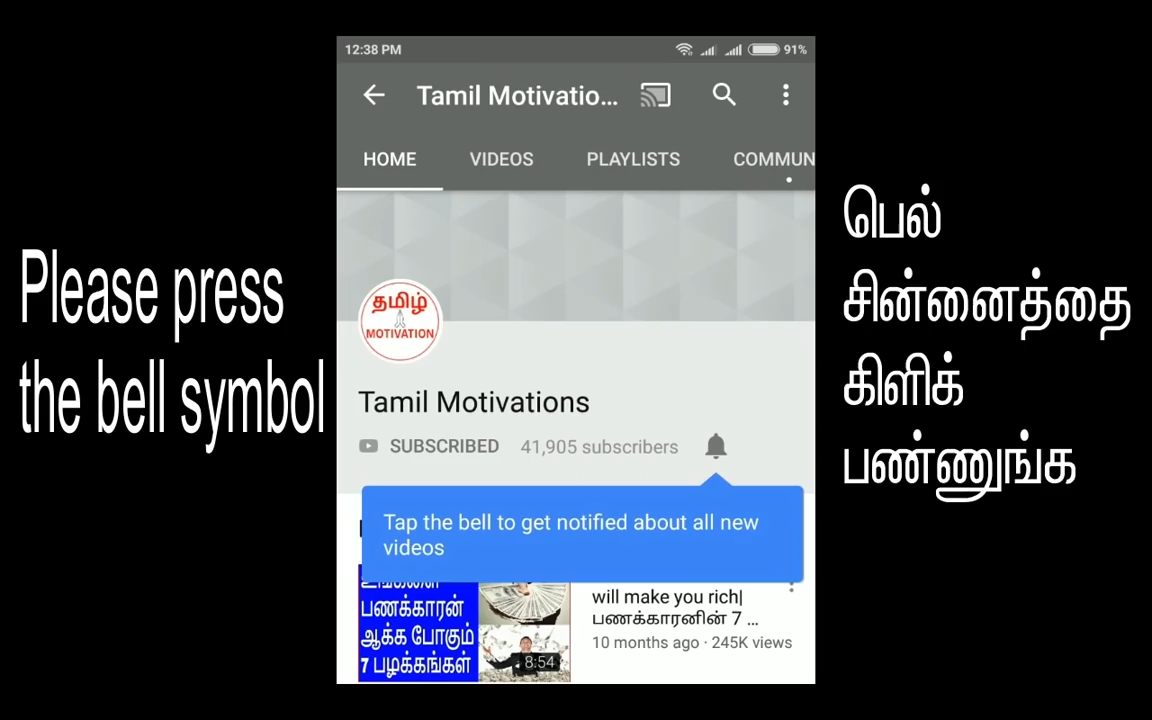 12:38 PM
91%
Tamil Motivatio...
HOME
VIDEOS
PLAYLISTS
COMMUN
Please press
the bell symbol
தமிழ்
MOTIVATION
Tamil Motivations
SUBSCRIBED
41,905 subscribers
Tap the bell to get notified about all new
videos
பணக்காரன்
ஆக்க போகும்
7 பழக்கங்கள்
8:54
will make you rich|
பணக்காரனின் 7 ...
10 months ago · 245K views
பெல்
சின்னைத்தை
கிளிக்
பண்ணுங்க